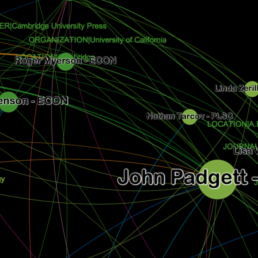 ER|Cambridge University Press
ORGANIZATION|University of California
Roger Myerson - ECON
enson - ECON
Linda Zerill
Nathan Tarcov - PLSC
LOCATION|A
JOURNAL
John Padgett -